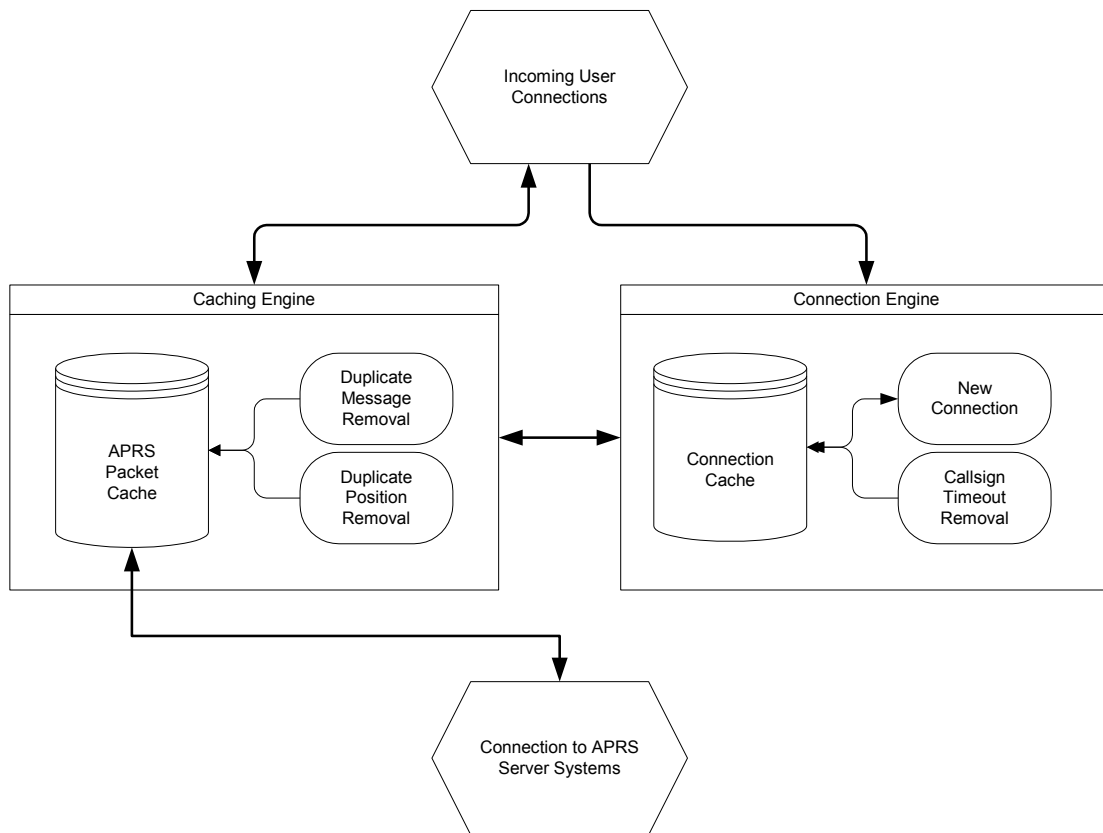 Incoming User
Connections
Caching Engine
APRS
Packet
Cache
Duplicate
Message
Removal
Duplicate
Position
Removal
Connection Engine
Connection
Cache
New
Connection
Callsign
Timeout
Removal
Connection to APRS
Server Systems